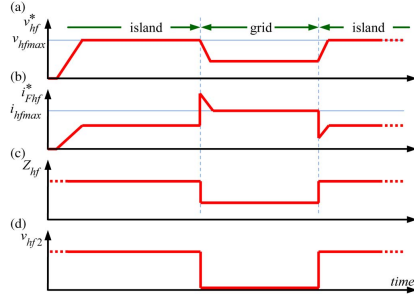 (a)
v*hf
island
grid
island
vhfmax
(b)
i*Fhf
ihfmax
(c)
Zhf
(d)
vhf2
time